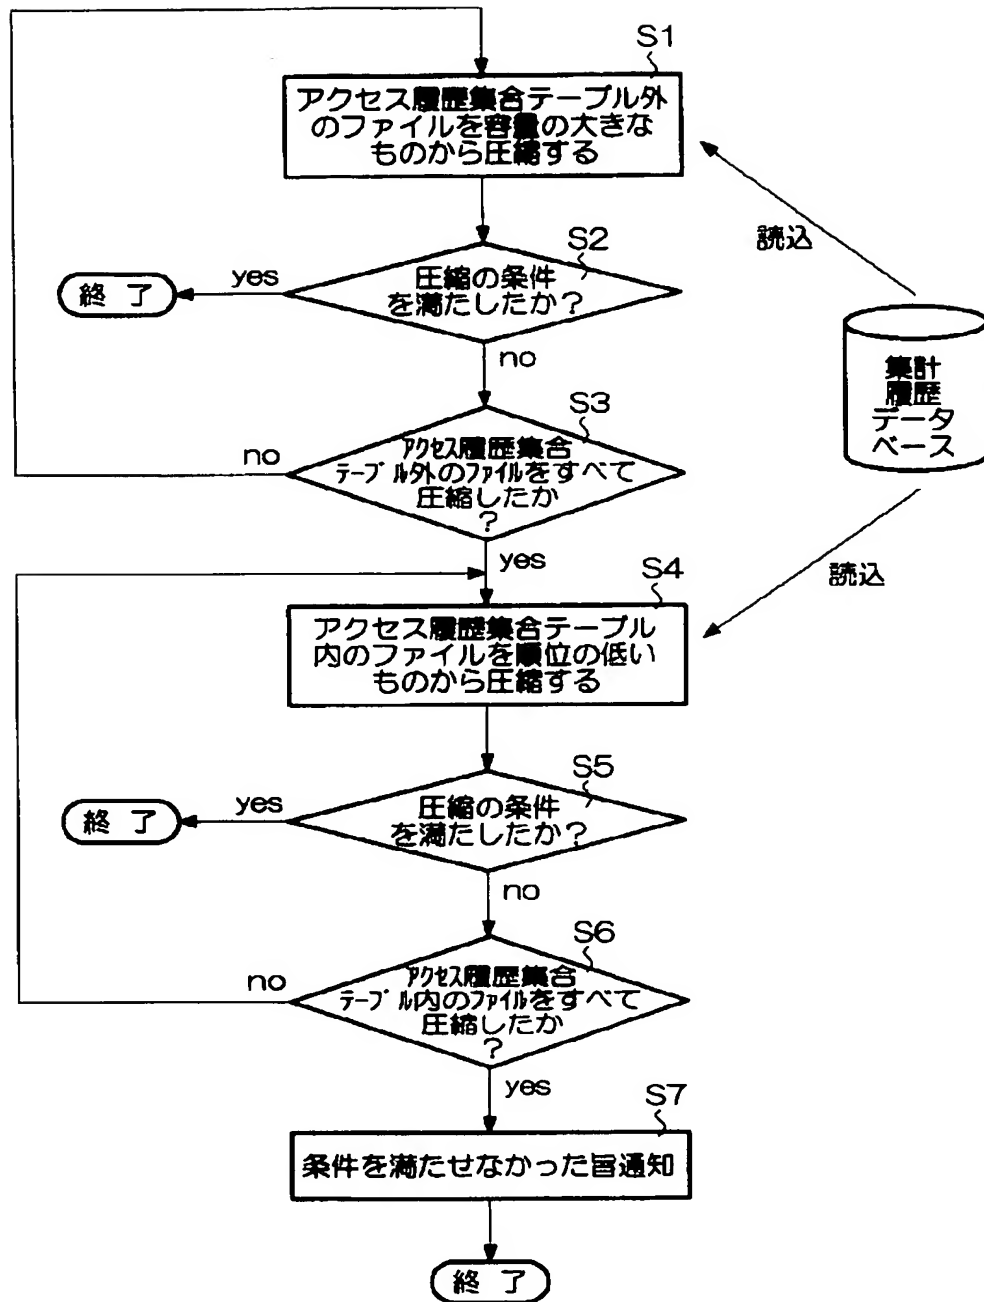 S1
アクセス履歴集合テーブル外
のファイルを容量の大きな
ものから圧縮する
読込
S2
yes
終 了
圧縮の条件
を満たしたか？
no
集計
履歴
データ
ベース
S3
no
アクセス履歴集合
テーブル外のファイルをすべて
圧縮したか
？
yes
読込
S4
アクセス履歴集合テーブル
内のファイルを順位の低い
ものから圧縮する
S5
yes
終 了
圧縮の条件
を満たしたか？
no
S6
no
アクセス履歴集合
テーブル内のファイルをすべて
圧縮したか
？
yes
S7
条件を満たせなかった旨通知
終 了